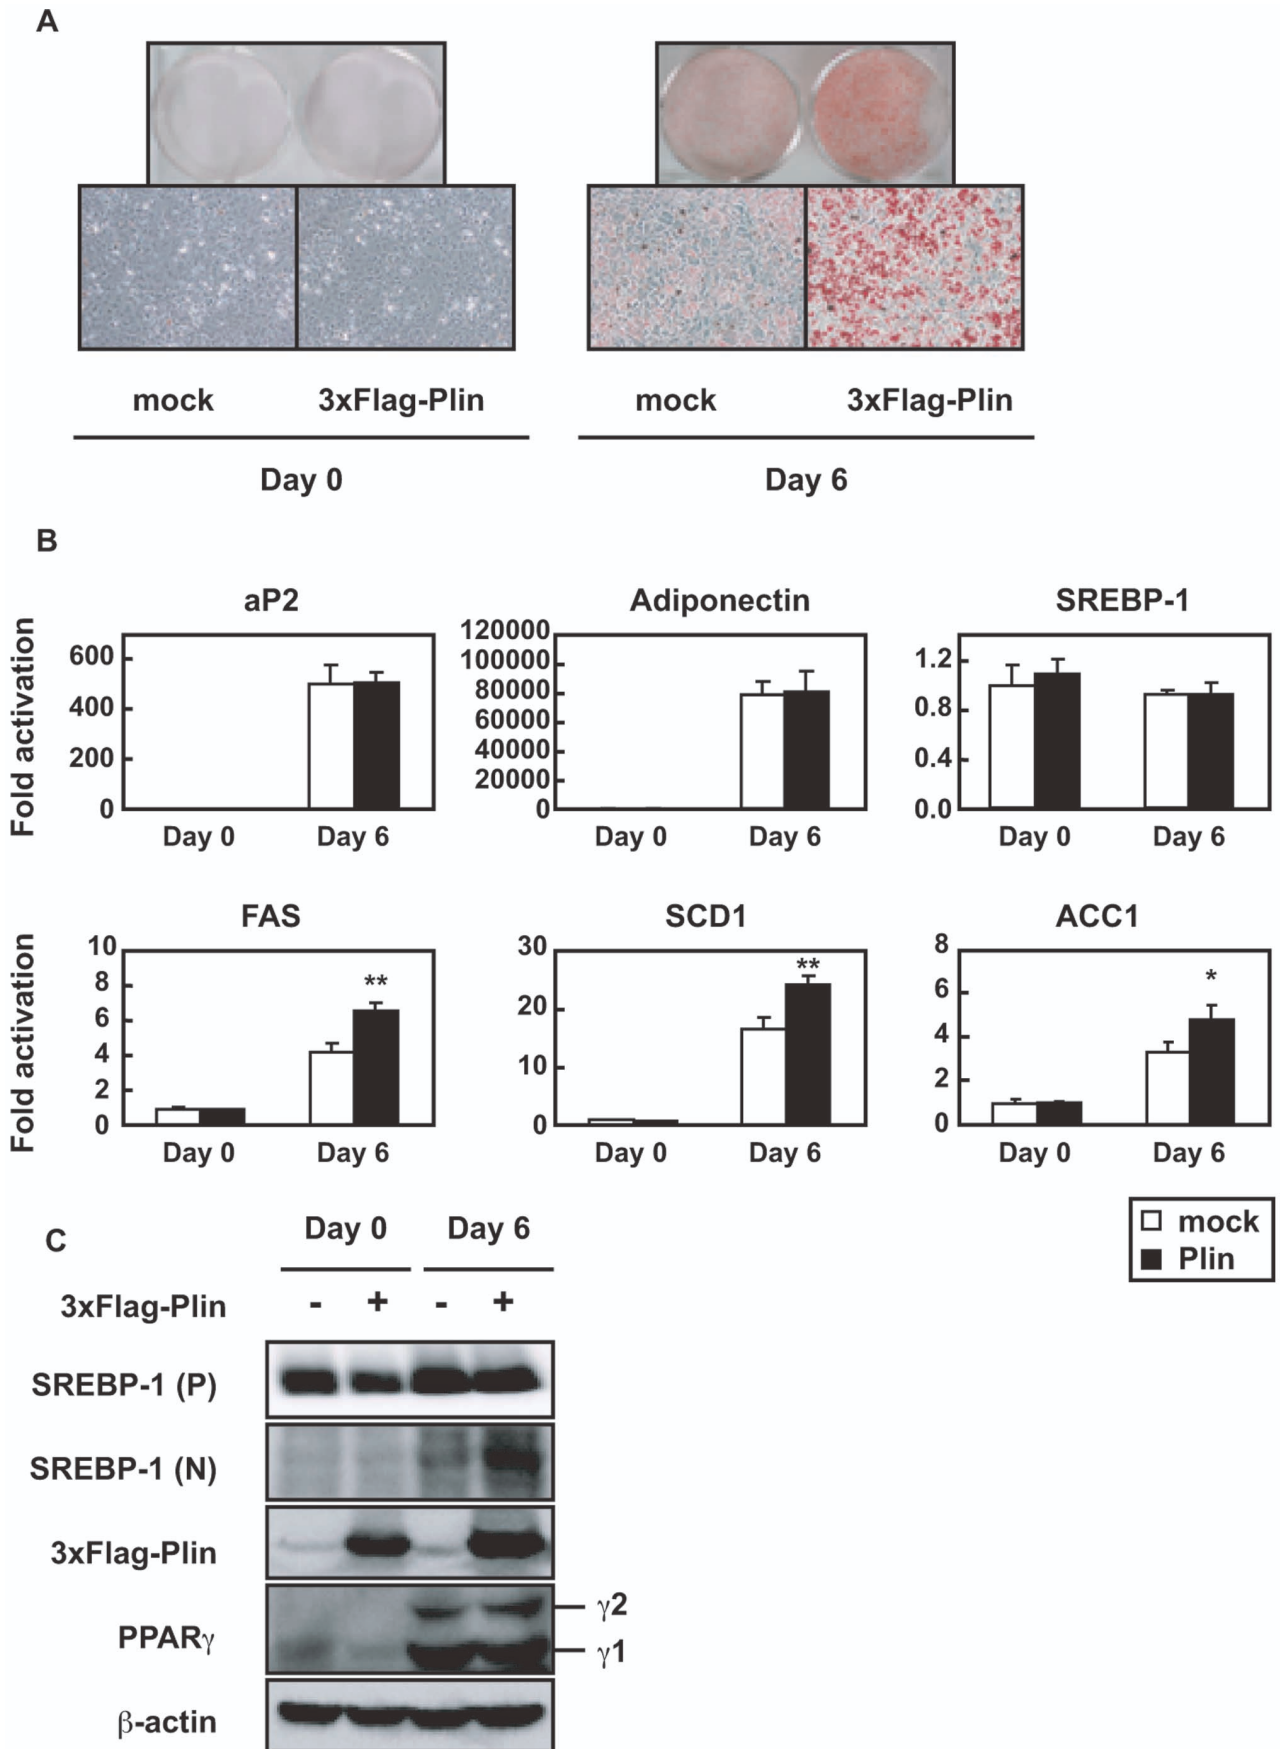 A
mock 3xFlag-Plin mock 3xFlag-Plin
Day 0 Day 6
B
aP2 Adiponectin SREBP-1
Fold activation
600
400
200
0
Day 0 Day 6
120000
100000
80000
60000
40000
20000
0
Day 0 Day 6
1.2
0.8
0.4
0.0
Day 0 Day 6
FAS SCD1 ACC1
Fold activation
10
8
6
4
2
0
**
Day 0 Day 6
30
20
10
0
**
Day 0 Day 6
8
6
4
2
0
*
Day 0 Day 6
mock
Plin
C
Day 0 Day 6
3xFlag-Plin - + - +
SREBP-1 (P)
SREBP-1 (N)
3xFlag-Plin
PPARγ
γ2
γ1
β-actin